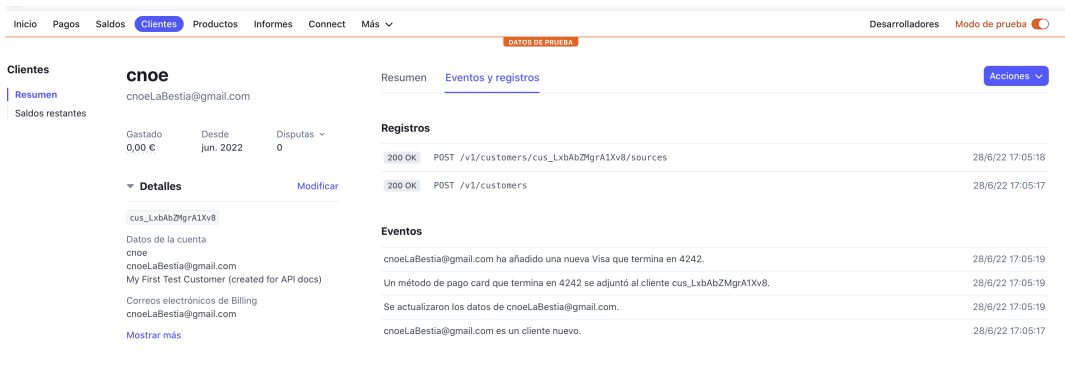 Inicio Pagos Saldos Clientes Productos Informes Connect Más Desarrolladores Modo de prueba
DATOS DE PRUEBA
Clientes
Resumen
Saldos restantes
cnoe
cnoeLaBestia@gmail.com
Gastado Desde Disputas
0,00 € jun. 2022 0
Detalles Modificar
cus_LxbAbZMgrA1Xv8
Datos de la cuenta
cnoe
cnoeLaBestia@gmail.com
My First Test Customer (created for API docs)
Correos electrónicos de Billing
cnoeLaBestia@gmail.com
Mostrar más
Resumen Eventos y registros Acciones
Registros
200 OK POST /v1/customers/cus_LxbAbZMgrA1Xv8/sources 28/6/22 17:05:18
200 OK POST /v1/customers 28/6/22 17:05:17
Eventos
cnoeLaBestia@gmail.com ha añadido una nueva Visa que termina en 4242. 28/6/22 17:05:19
Un método de pago card que termina en 4242 se adjuntó al cliente cus_LxbAbZMgrA1Xv8. 28/6/22 17:05:19
Se actualizaron los datos de cnoeLaBestia@gmail.com. 28/6/22 17:05:19
cnoeLaBestia@gmail.com es un cliente nuevo. 28/6/22 17:05:17